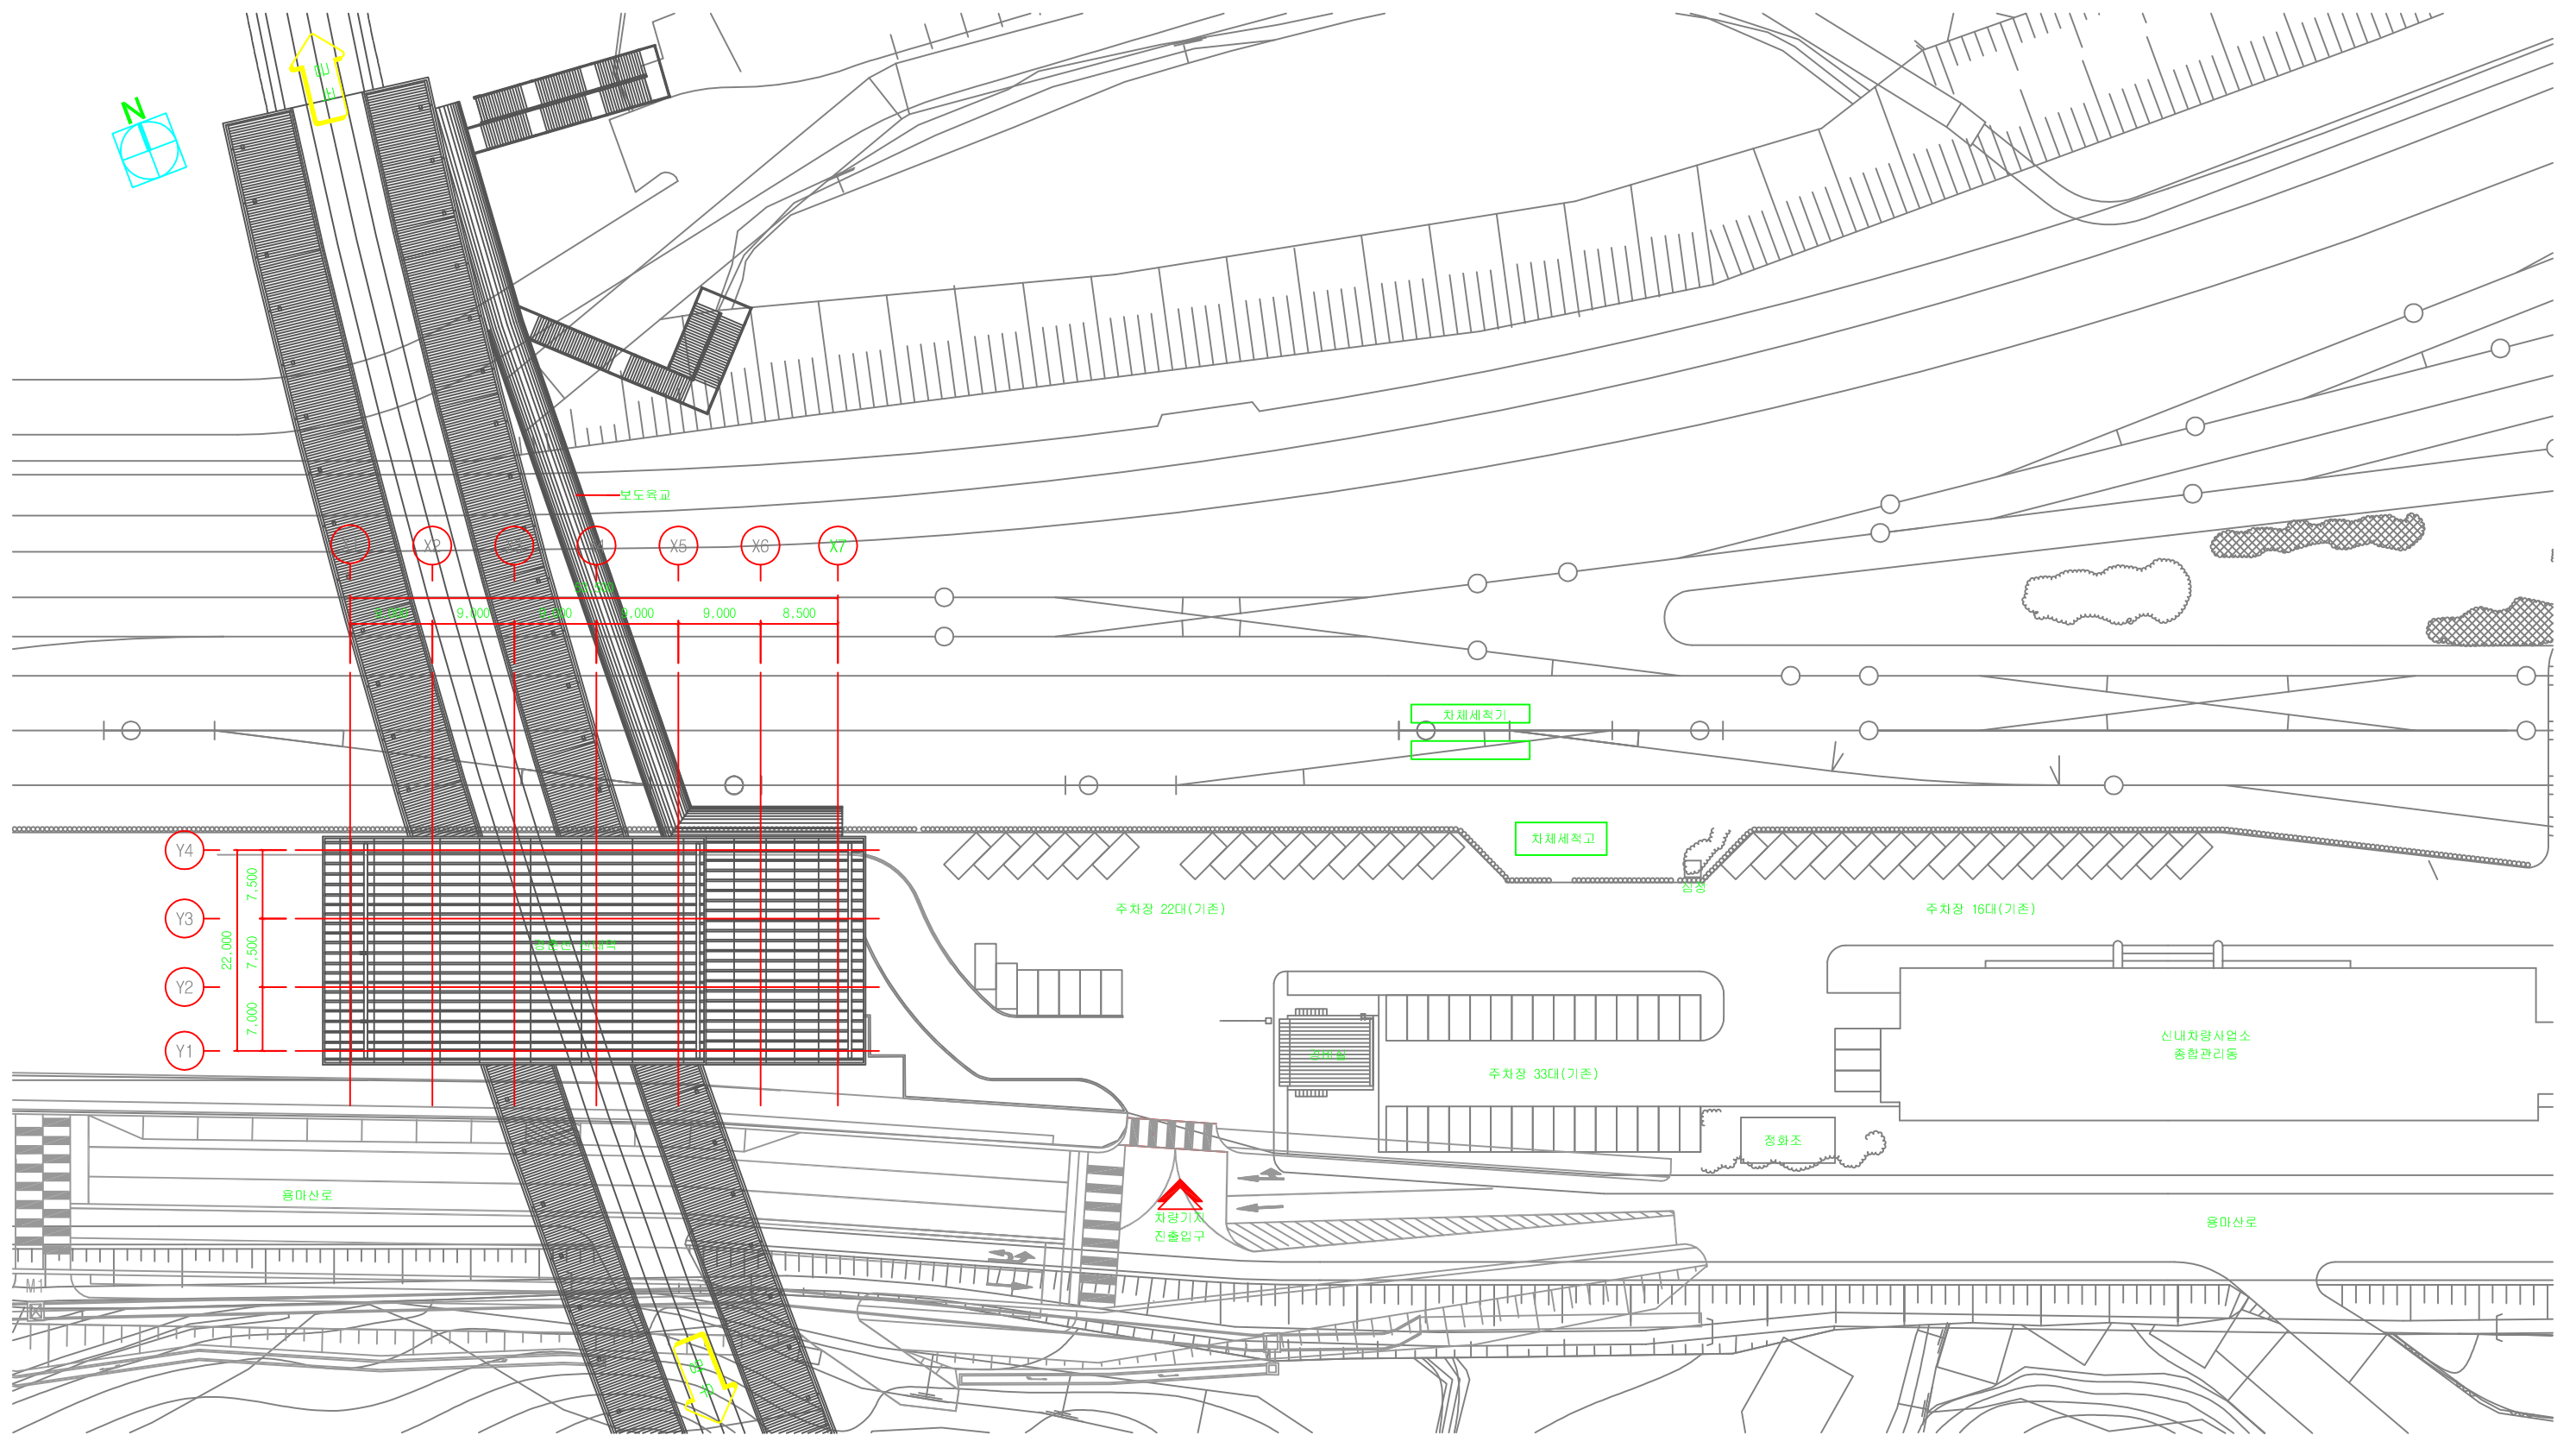 N
보도육교
X2
X5
X6
X7
9,000
9,000
9,000
8,500
차체세척기
차체세척고
Y4
Y3
Y2
Y1
7,500
7,500
7,000
22,000
심정
주차장 22대(기존)
주차장 16대(기존)
주차장 33대(기존)
신내차량사업소
종합관리동
정화조
용마산로
차량기지
진출입구
용마산로
M1